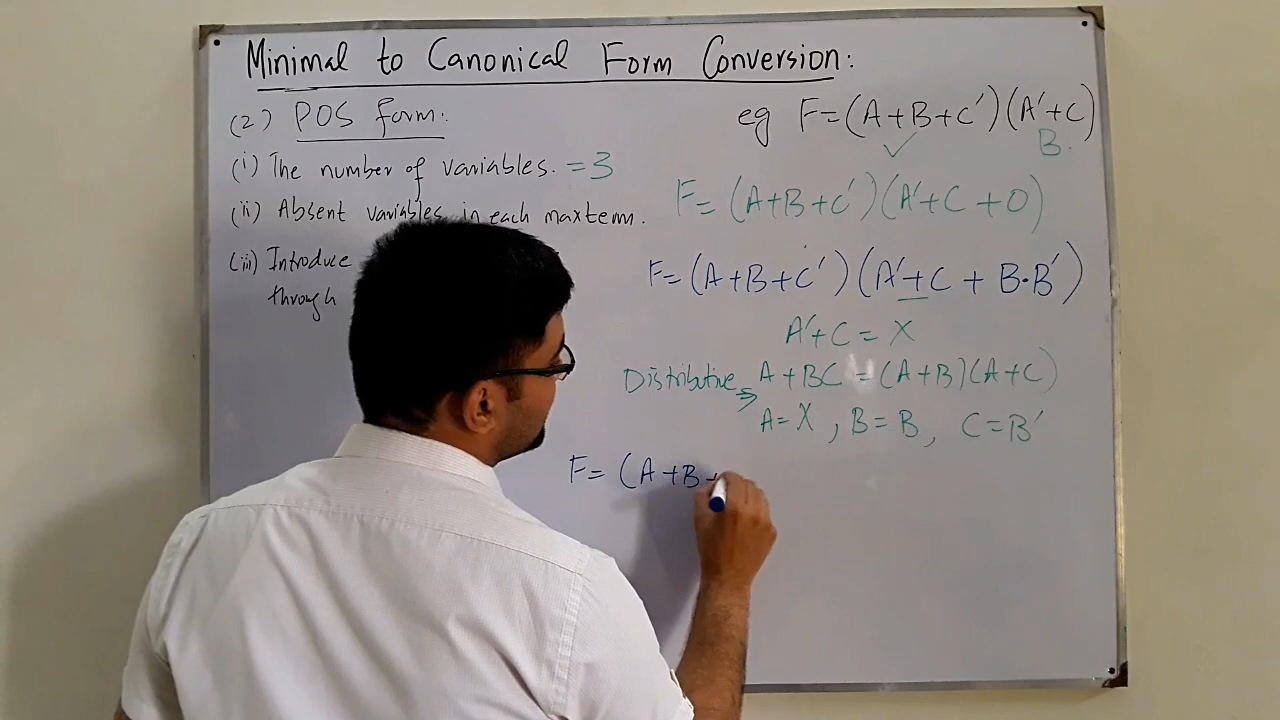 Minimal to Canonical Form Conversion:
(2) POS form:
(i) The number of variables. = 3
(ii) Absent variables in each maxterm.
(iii) Introduce
through
eg F=(A+B+C')(A'+C)
✓ B.
F=(A+B+C')(A'+C+0)
F=(A+B+C')(A'+C+B·B')
A'+C=X
Distributive ⇒ A+BC=(A+B)(A+C)
A=X, B=B, C=B'
F=(A+B+